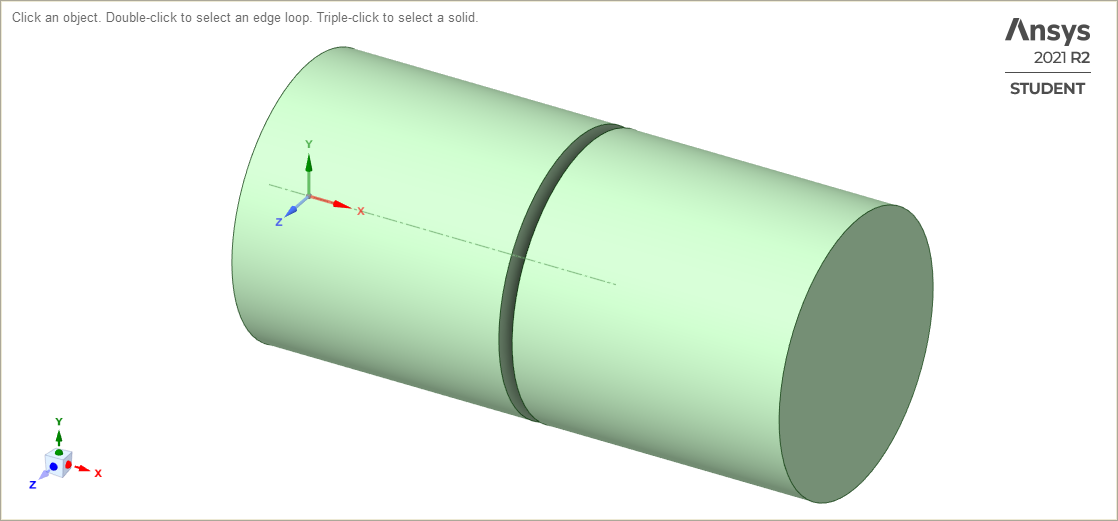 Click an object. Double-click to select an edge loop. Triple-click to select a solid.
Ansys
2021 R2
STUDENT
Y
X
Z
Y
X
Z